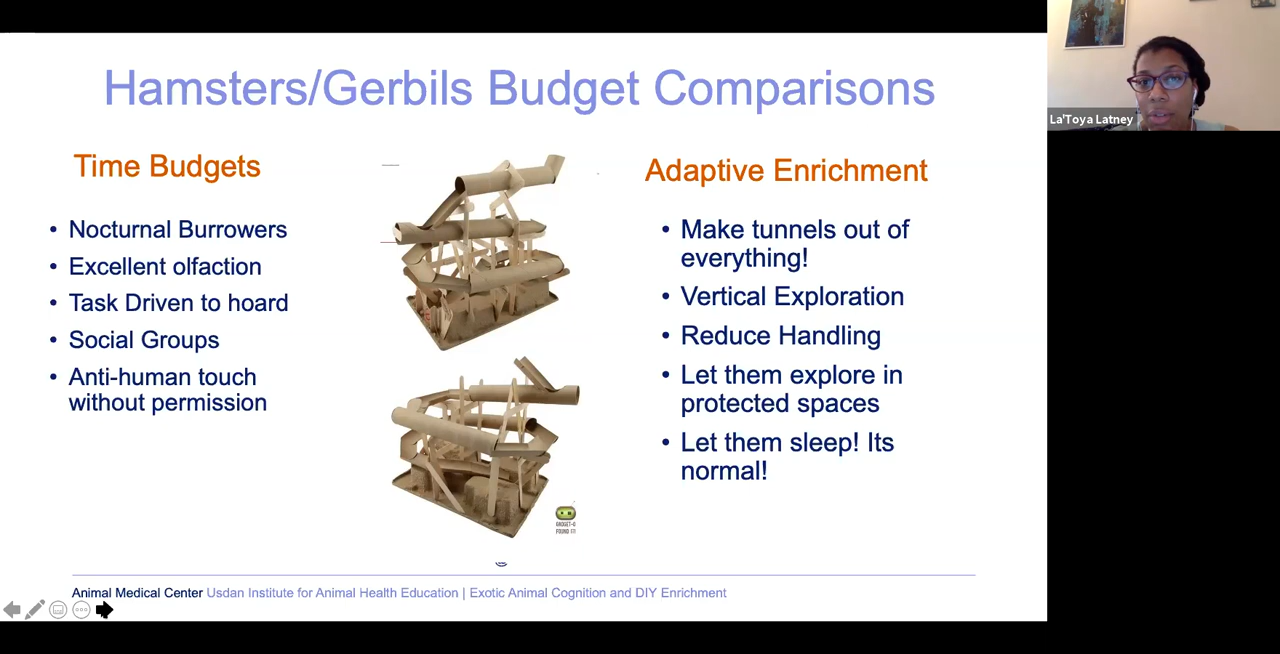 Hamsters/Gerbils Budget Comparisons
La'Toya Latney
Time Budgets
• Nocturnal Burrowers
• Excellent olfaction
• Task Driven to hoard
• Social Groups
• Anti-human touch
without permission
Adaptive Enrichment
• Make tunnels out of
everything!
• Vertical Exploration
• Reduce Handling
• Let them explore in
protected spaces
• Let them sleep! Its
normal!
Animal Medical Center Usdan Institute for Animal Health Education | Exotic Animal Cognition and DIY Enrichment